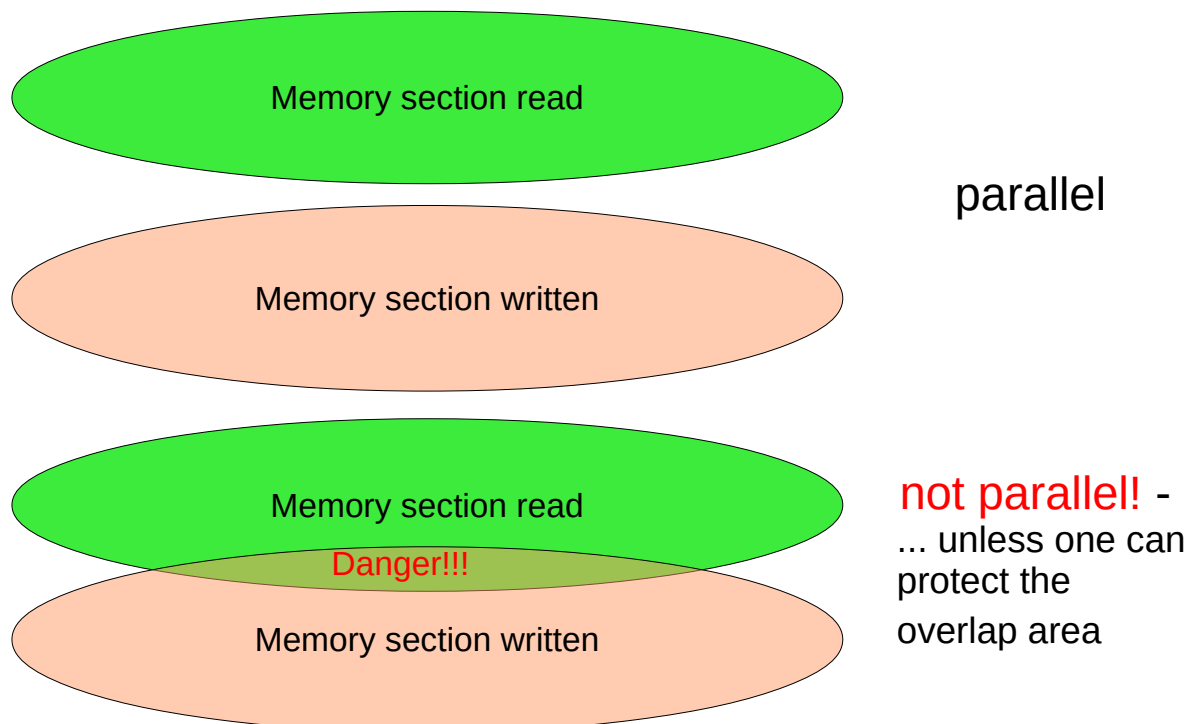 Memory section read
parallel
Memory section written
Memory section read
not parallel! -
... unless one can
protect the
overlap area
Danger!!!
Memory section written